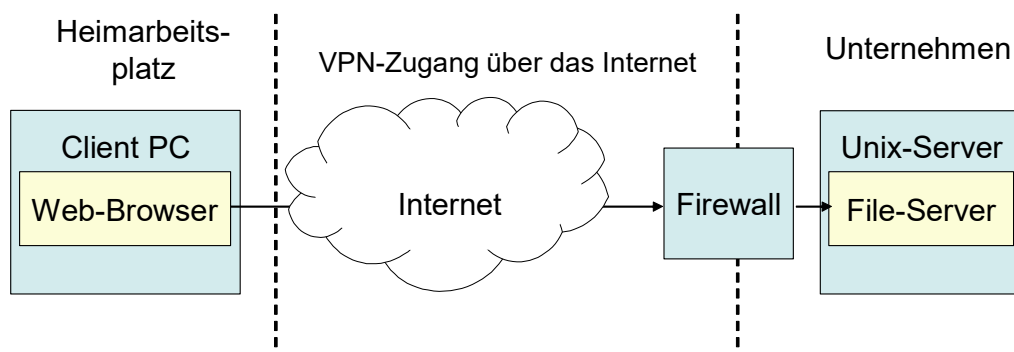 Heimarbeits-
platz
VPN-Zugang über das Internet
Unternehmen
Client PC
Web-Browser
Internet
Firewall
Unix-Server
File-Server